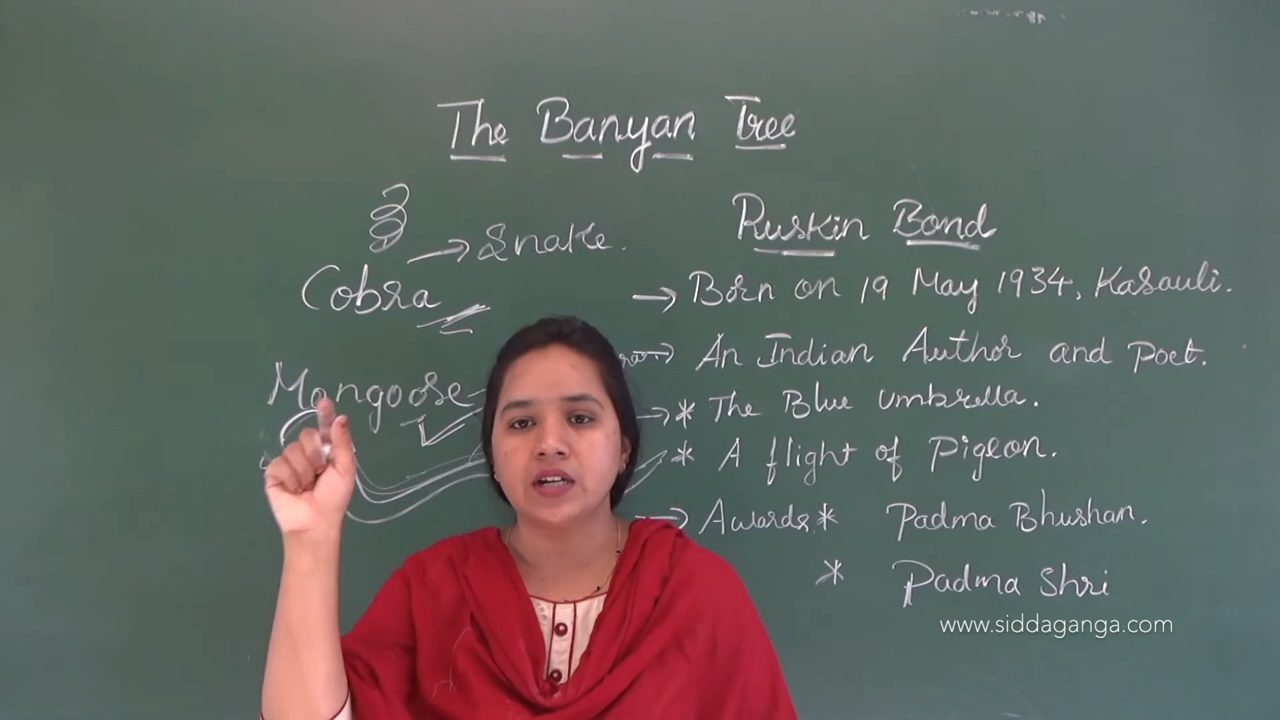 The Banyan Tree
→ Snake.
Cobra
Mongoose
Ruskin Bond
→ Born on 19 May 1934, Kasauli.
→ An Indian Author and Poet.
→ * The Blue Umbrella.
* A flight of Pigeon.
→ Awards * Padma Bhushan.
* Padma Shri
www.siddaganga.com